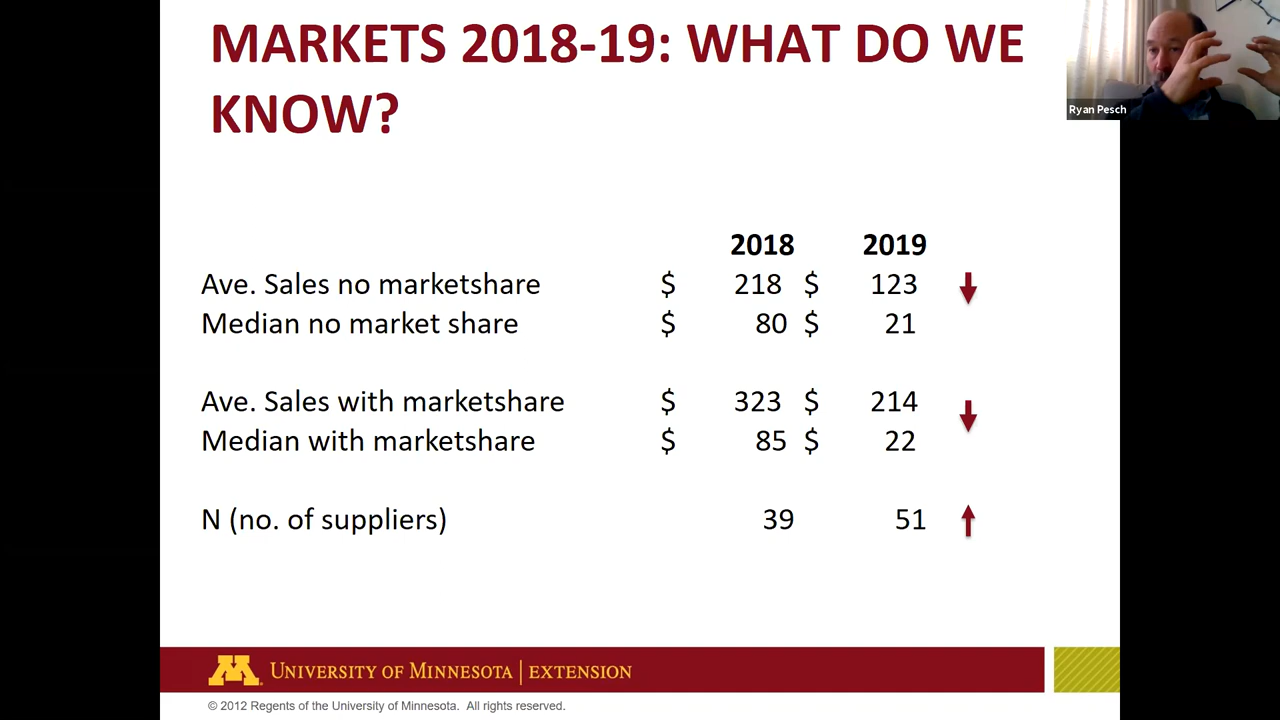 MARKETS 2018-19: WHAT DO WE
KNOW?
Ryan Pesch
2018 2019
Ave. Sales no marketshare $ 218 $ 123
Median no market share $ 80 $ 21
Ave. Sales with marketshare $ 323 $ 214
Median with marketshare $ 85 $ 22
N (no. of suppliers) 39 51
M UNIVERSITY OF MINNESOTA | EXTENSION
© 2012 Regents of the University of Minnesota. All rights reserved.